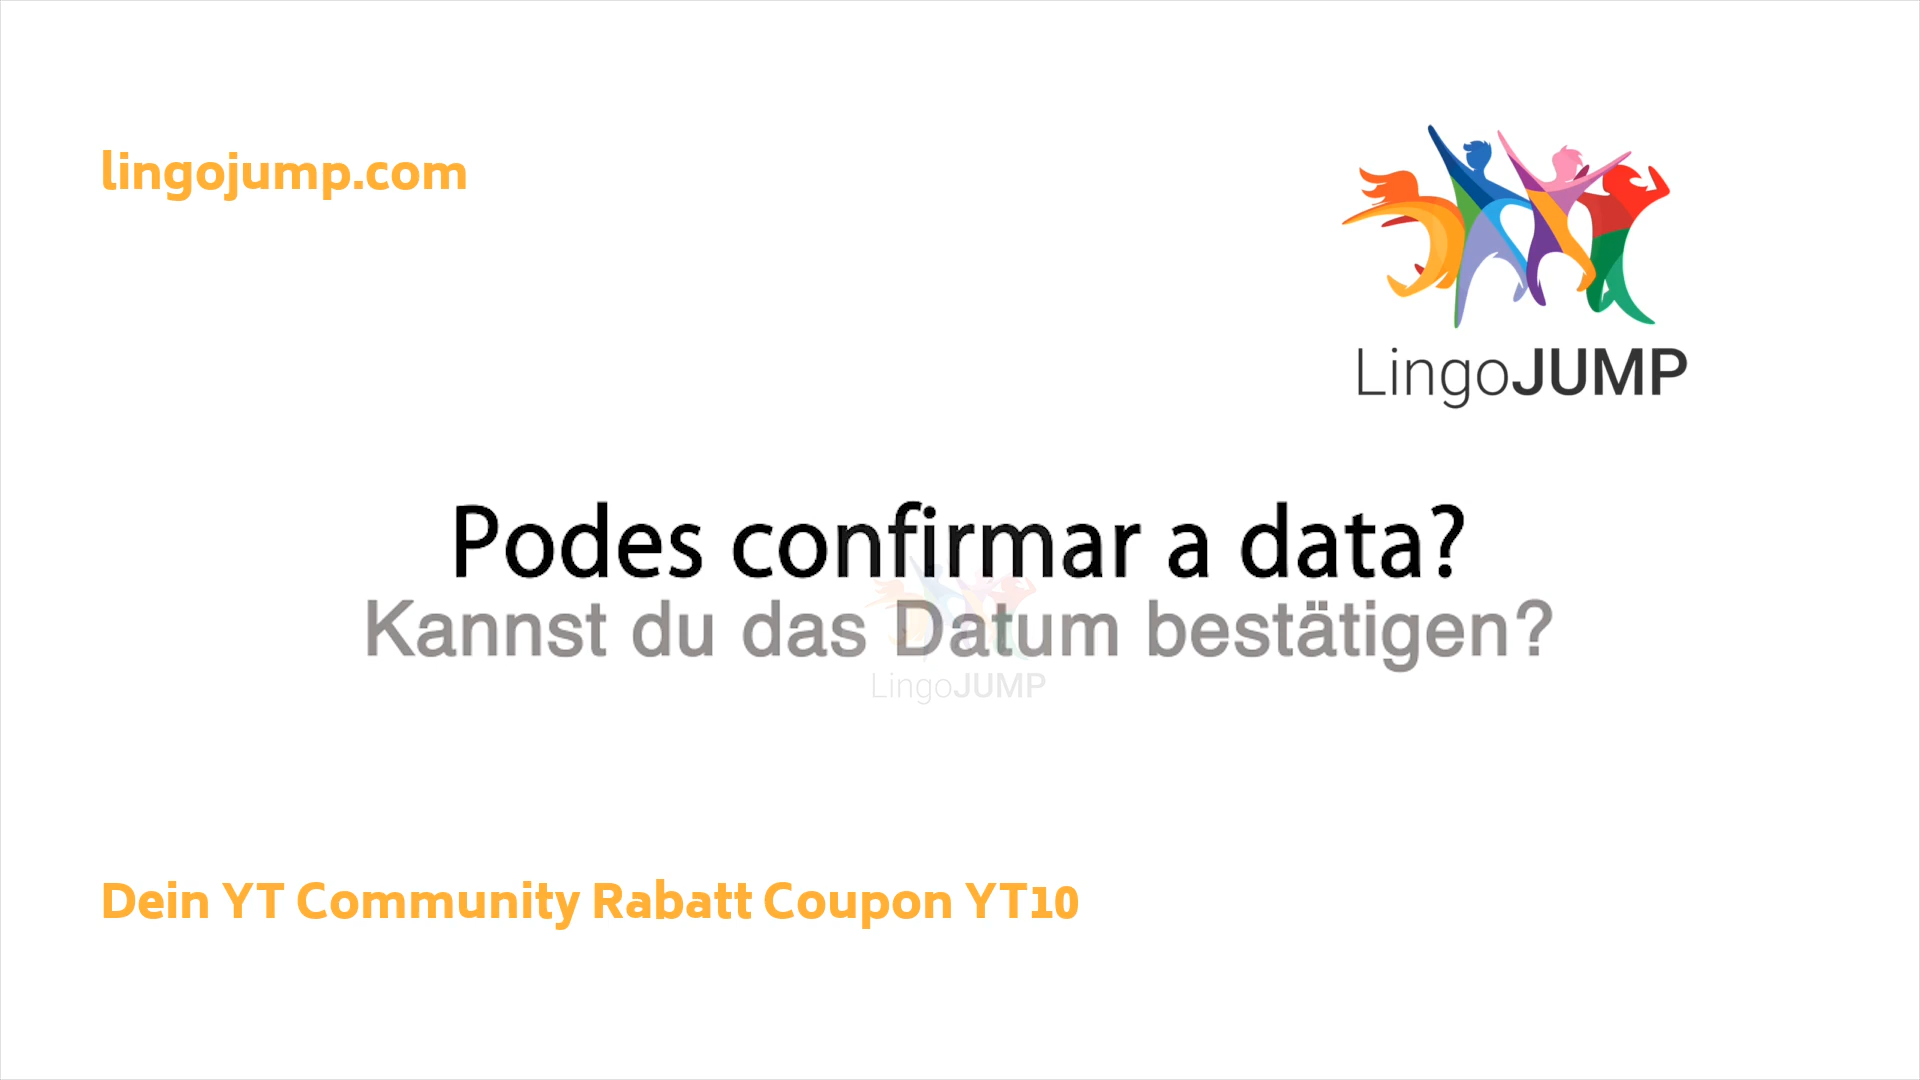 lingojump.com
LingoJUMP
Podes confirmar a data?
Kannst du das Datum bestätigen?
LingoJUMP
Dein YT Community Rabatt Coupon YT10